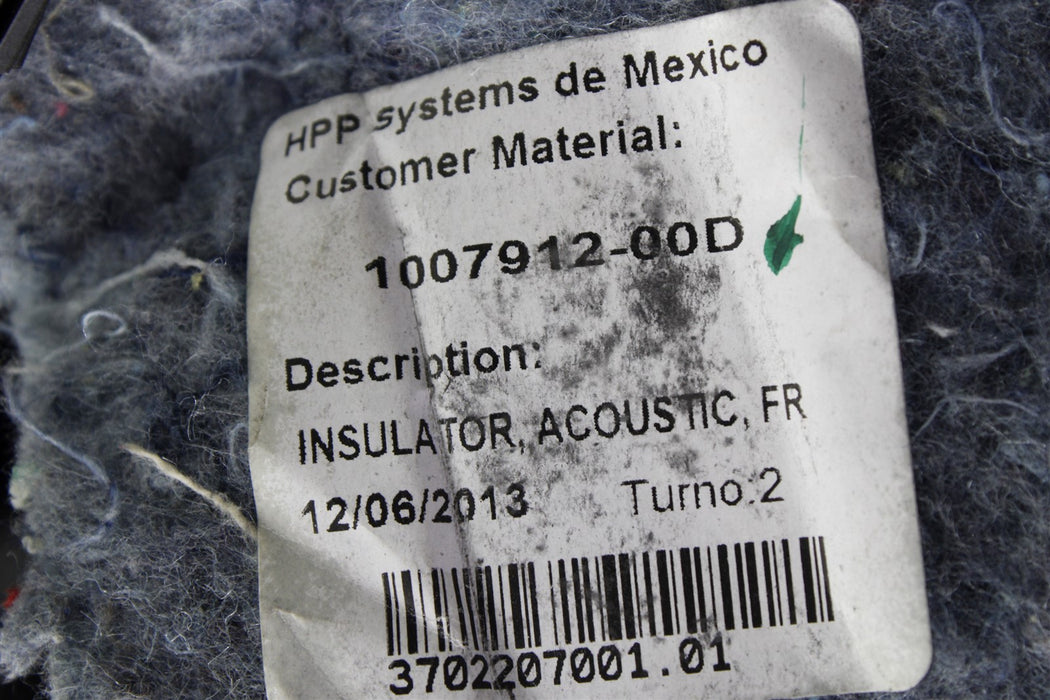 HPP systems de Mexico
Customer Material:
1007912-00D
Description:
INSULATOR, ACOUSTIC, FR
12/06/2013 Turno:2
3702207001.01